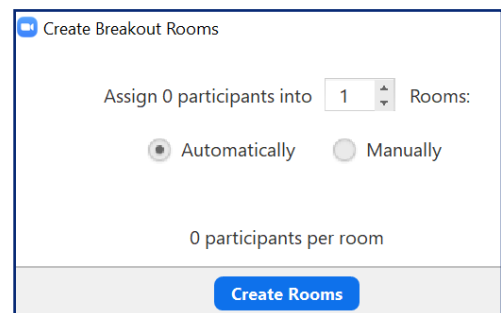 Create Breakout Rooms
Assign 0 participants into 1 Rooms:
Automatically Manually
0 participants per room
Create Rooms